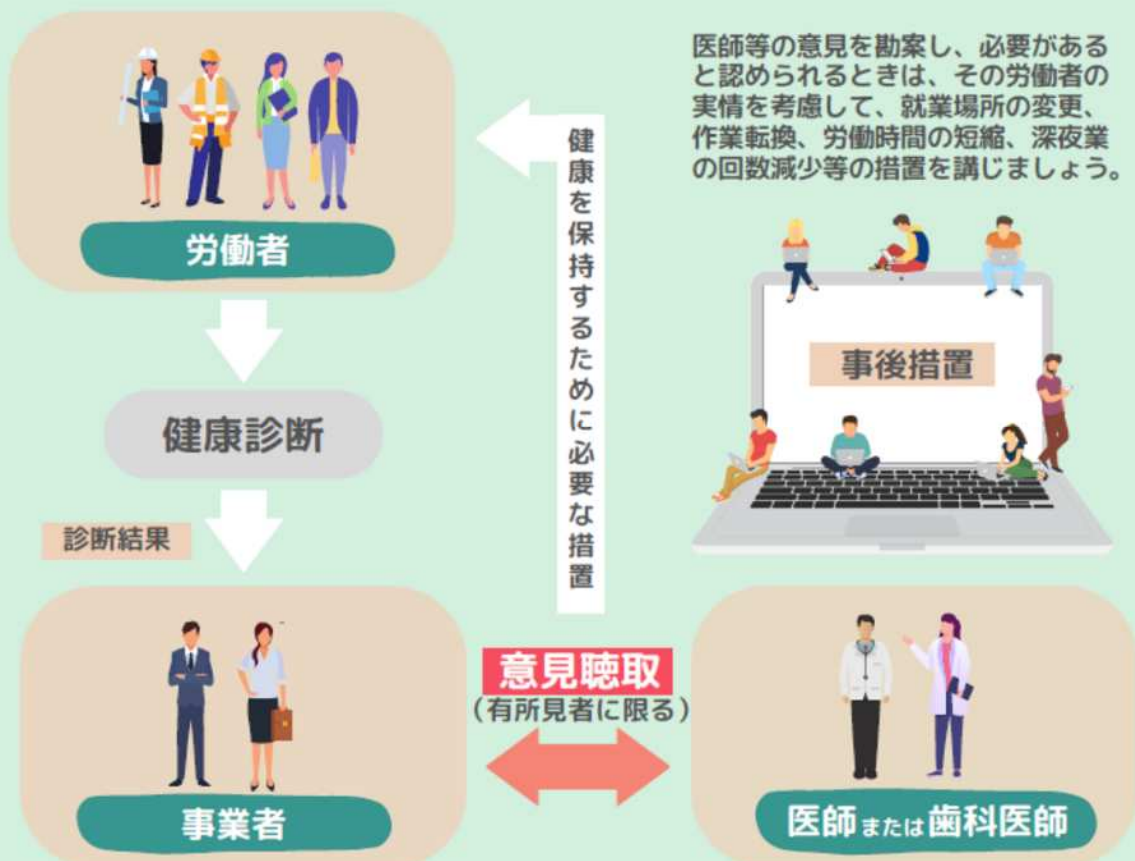 医師等の意見を勘案し、必要がある
と認められるときは、その労働者の
実情を考慮して、就業場所の変更、
作業転換、労働時間の短縮、深夜業
の回数減少等の措置を講じましょう。
労働者
健康を保持するために必要な措置
事後措置
健康診断
診断結果
意見聴取
（有所見者に限る）
事業者
医師または歯科医師